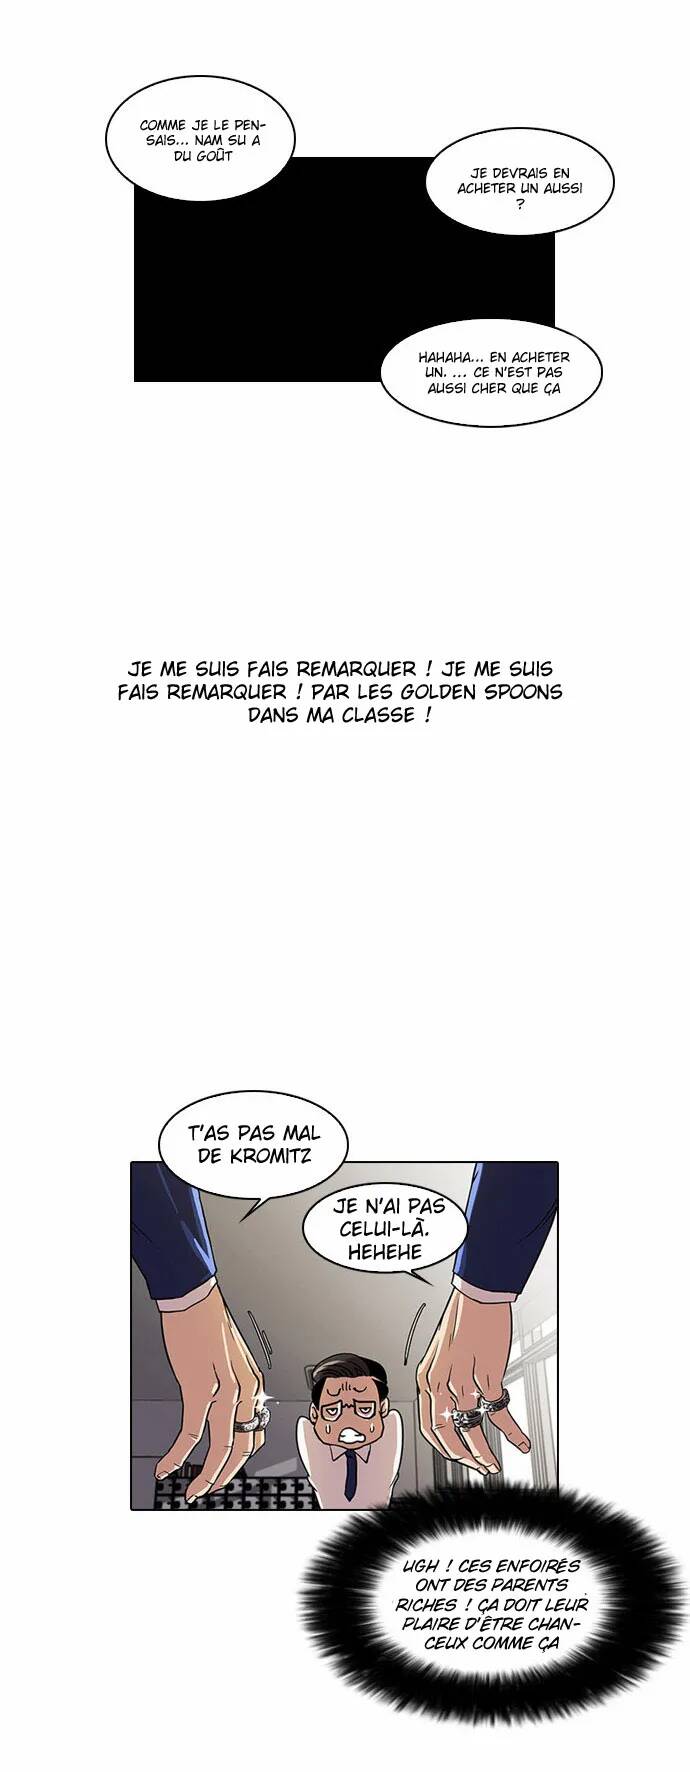 COMME JE LE PEN-
SAIS... NAM SU A
DU GOÛT
JE DEVRAIS EN
ACHETER UN AUSSI
?
HAHAHA... EN ACHETER
UN. ... CE N'EST PAS
AUSSI CHER QUE ÇA
JE ME SUIS FAIS REMARQUER ! JE ME SUIS
FAIS REMARQUER ! PAR LES GOLDEN SPOONS
DANS MA CLASSE !
T'AS PAS MAL
DE KROMITZ
JE N'AI PAS
CELUI-LÀ.
HEHEHE
UGH ! CES ENFOIRÉS
ONT DES PARENTS
RICHES ! ÇA DOIT LEUR
PLAIRE D'ÊTRE CHAN-
CEUX COMME ÇA